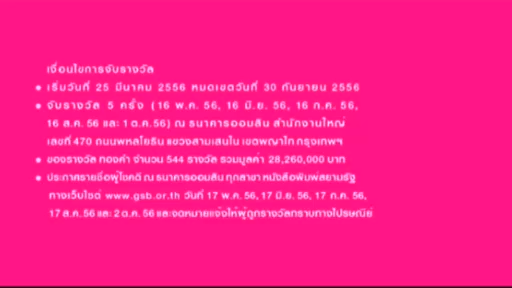 เงื่อนไขการจับรางวัล
• เริ่มวันที่ 25 มีนาคม 2556 หมดเขตวันที่ 30 กันยายน 2556
• จับรางวัล 5 ครั้ง (16 พ.ค. 56, 16 มิ.ย. 56, 16 ก.ค. 56,
16 ส.ค. 56 และ 1 ต.ค. 56) ณ ธนาคารออมสิน สำนักงานใหญ่
เลขที่ 470 ถนนพหลโยธิน แขวงสามเสนใน เขตพญาไท กรุงเทพฯ
• ของรางวัล ทองคำ จำนวน 544 รางวัล รวมมูลค่า 28,260,000 บาท
• ประกาศรายชื่อผู้โชคดี ณ ธนาคารออมสิน ทุกสาขา หนังสือพิมพ์สยามรัฐ
ทางเว็บไซต์ www.gsb.or.th วันที่ 17 พ.ค. 56, 17 มิ.ย. 56, 17 ก.ค. 56,
17 ส.ค. 56 และ 2 ต.ค. 56 และจดหมายแจ้งให้ผู้ถูกรางวัลทราบทางไปรษณีย์